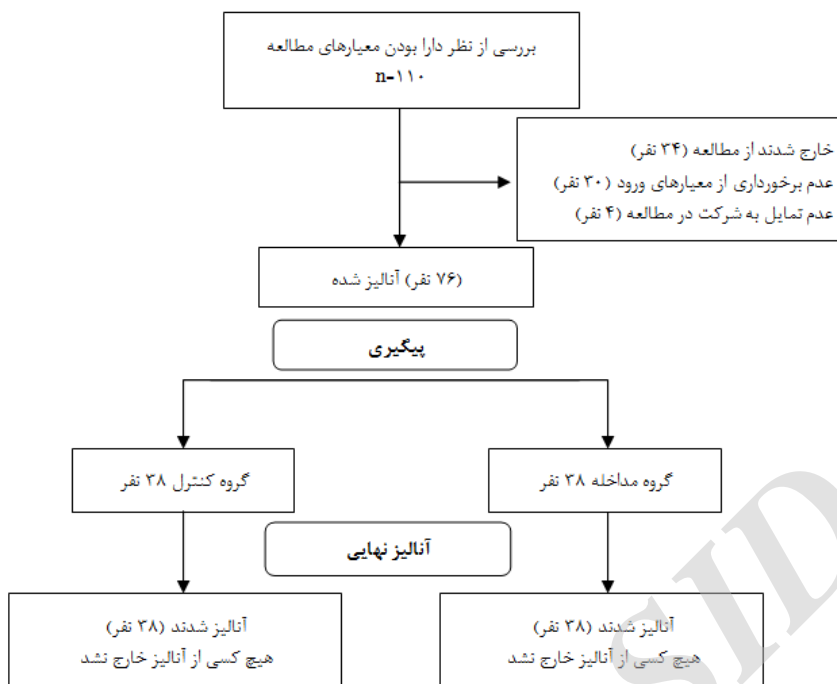 بررسی از نظر دارا بودن معیارهای مطالعه
n-۱۱۰
خارج شدند از مطالعه (۳۴ نفر)
عدم برخورداری از معیارهای ورود (۳۰ نفر)
عدم تمایل به شرکت در مطالعه (۴ نفر)
(۷۶ نفر) آنالیز شده
پیگیری
گروه مداخله ۳۸ نفر
گروه کنترل ۳۸ نفر
آنالیز نهایی
آنالیز شدند (۳۸ نفر)
هیچ کسی از آنالیز خارج نشد
آنالیز شدند (۳۸ نفر)
هیچ کسی از آنالیز خارج نشد
SID